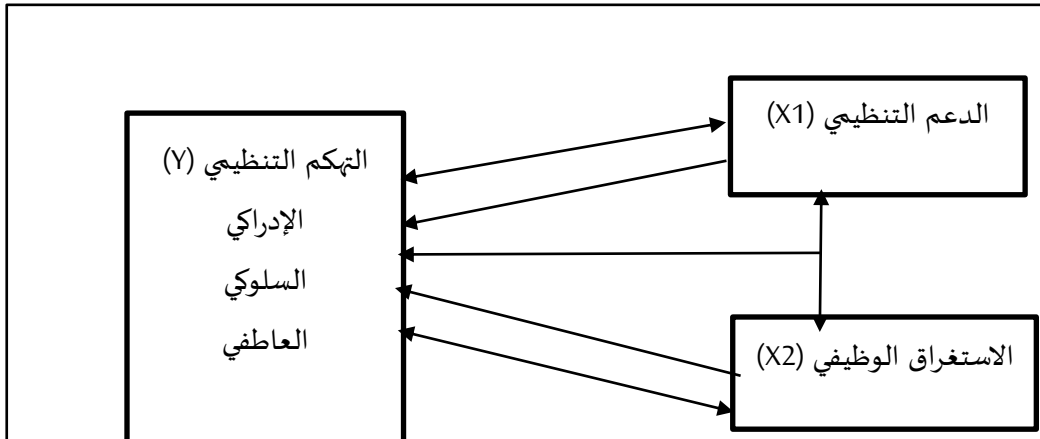 الدعم التنظيمي (X1)
التهكم التنظيمي (Y)
الإدراكي
السلوكي
العاطفي
الاستغراق الوظيفي (X2)